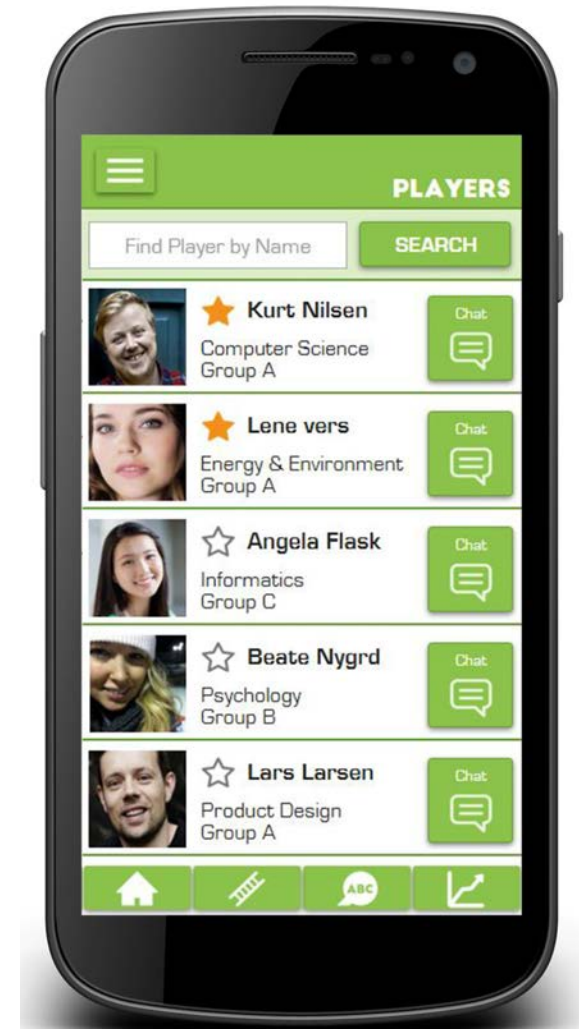 PLAYERS
Find Player by Name
SEARCH
Kurt Nilsen
Computer Science
Group A
Chat
Lene vers
Energy & Environment
Group A
Chat
Angela Flask
Informatics
Group C
Chat
Beate Nygrd
Psychology
Group B
Chat
Lars Larsen
Product Design
Group A
Chat
ABC